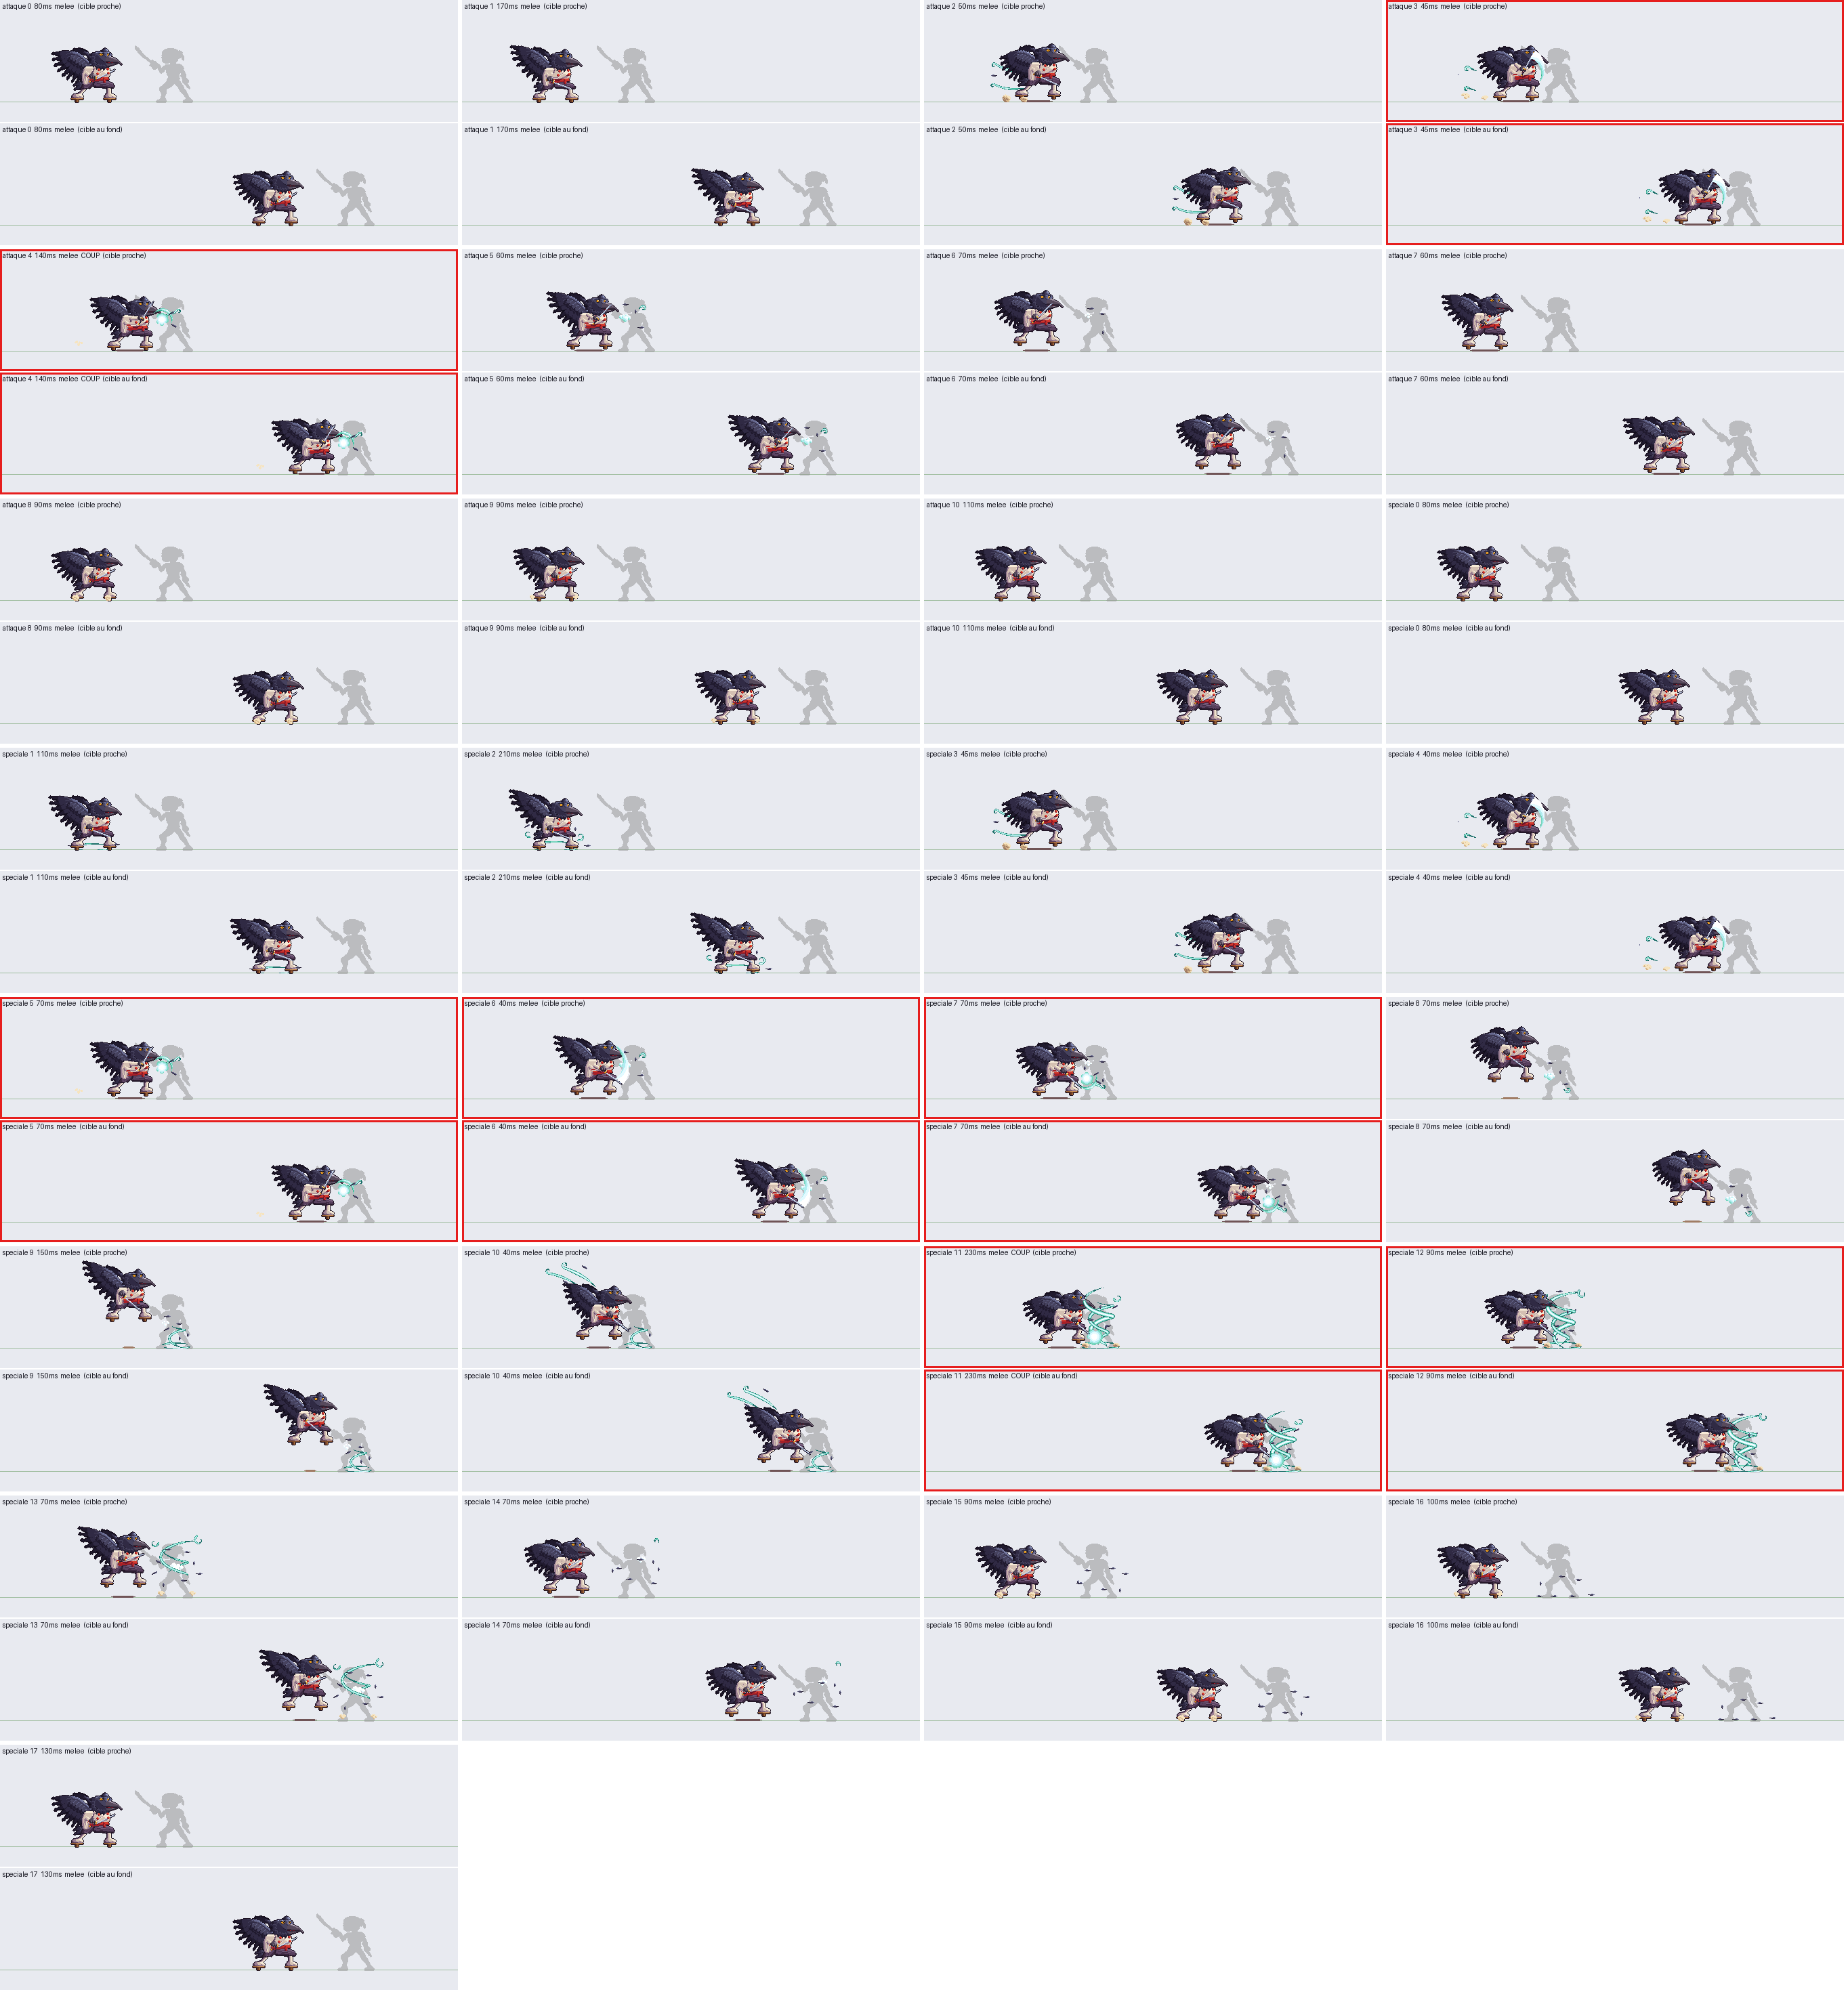 attaque 0 80ms melee (cible proche)
attaque 1 170ms melee (cible proche)
attaque 2 50ms melee (cible proche)
attaque 3 45ms melee (cible proche)
attaque 0 80ms melee (cible au fond)
attaque 1 170ms melee (cible au fond)
attaque 2 50ms melee (cible au fond)
attaque 3 45ms melee (cible au fond)
attaque 4 140ms melee COUP (cible proche)
attaque 5 60ms melee (cible proche)
attaque 6 70ms melee (cible proche)
attaque 7 60ms melee (cible proche)
attaque 4 140ms melee COUP (cible au fond)
attaque 5 60ms melee (cible au fond)
attaque 6 70ms melee (cible au fond)
attaque 7 60ms melee (cible au fond)
attaque 8 90ms melee (cible proche)
attaque 9 90ms melee (cible proche)
attaque 10 110ms melee (cible proche)
speciale 0 80ms melee (cible proche)
attaque 8 90ms melee (cible au fond)
attaque 9 90ms melee (cible au fond)
attaque 10 110ms melee (cible au fond)
speciale 0 80ms melee (cible au fond)
speciale 1 110ms melee (cible proche)
speciale 2 210ms melee (cible proche)
speciale 3 45ms melee (cible proche)
speciale 4 40ms melee (cible proche)
speciale 1 110ms melee (cible au fond)
speciale 2 210ms melee (cible au fond)
speciale 3 45ms melee (cible au fond)
speciale 4 40ms melee (cible au fond)
speciale 5 70ms melee (cible proche)
speciale 6 40ms melee (cible proche)
speciale 7 70ms melee (cible proche)
speciale 8 70ms melee (cible proche)
speciale 5 70ms melee (cible au fond)
speciale 6 40ms melee (cible au fond)
speciale 7 70ms melee (cible au fond)
speciale 8 70ms melee (cible au fond)
speciale 9 150ms melee (cible proche)
speciale 10 40ms melee (cible proche)
speciale 11 230ms melee COUP (cible proche)
speciale 12 90ms melee (cible proche)
speciale 9 150ms melee (cible au fond)
speciale 10 40ms melee (cible au fond)
speciale 11 230ms melee COUP (cible au fond)
speciale 12 90ms melee (cible au fond)
speciale 13 70ms melee (cible proche)
speciale 14 70ms melee (cible proche)
speciale 15 90ms melee (cible proche)
speciale 16 100ms melee (cible proche)
speciale 13 70ms melee (cible au fond)
speciale 14 70ms melee (cible au fond)
speciale 15 90ms melee (cible au fond)
speciale 16 100ms melee (cible au fond)
speciale 17 130ms melee (cible proche)
speciale 17 130ms melee (cible au fond)